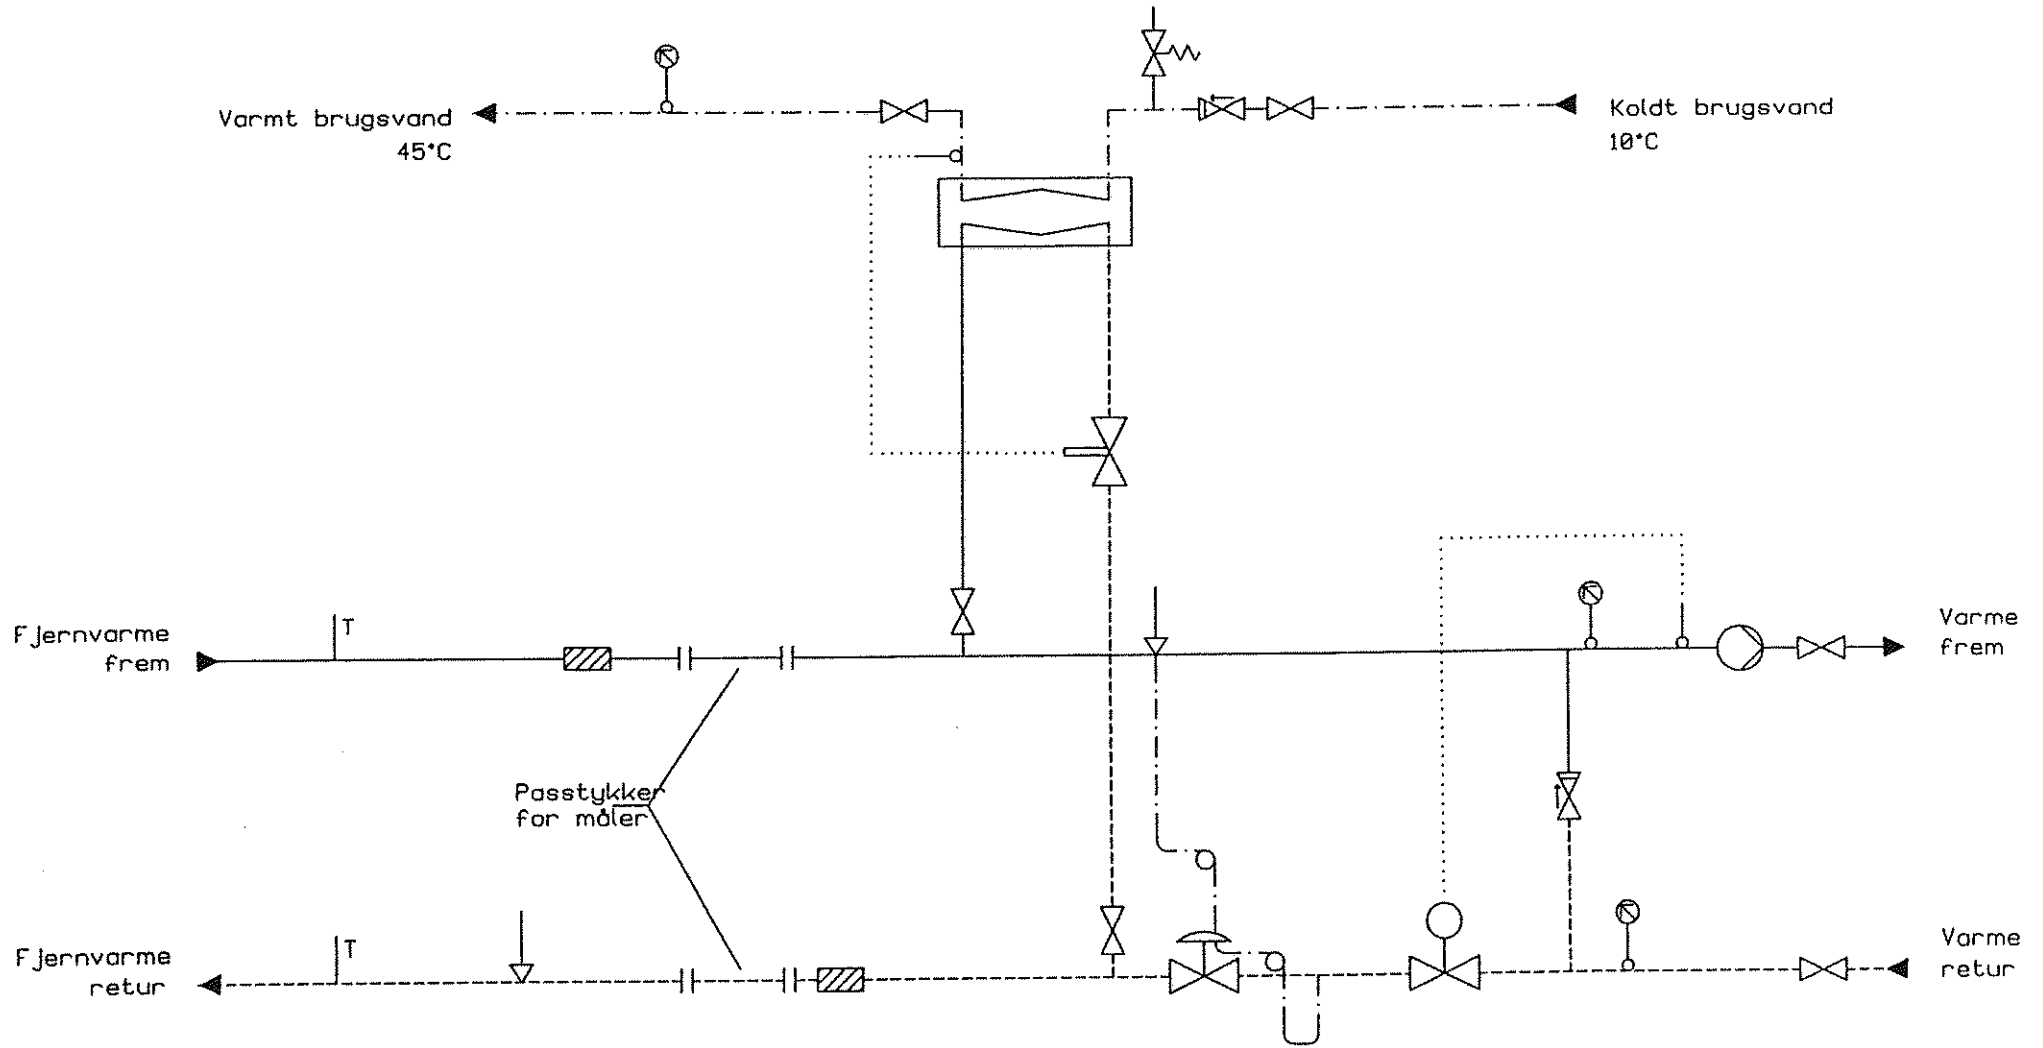 Varmt brugsvand
45°C
Koldt brugsvand
10°C
Fjernvarme
frem
T
Varme
frem
Passtykker
for måler
Fjernvarme
retur
T
Varme
retur